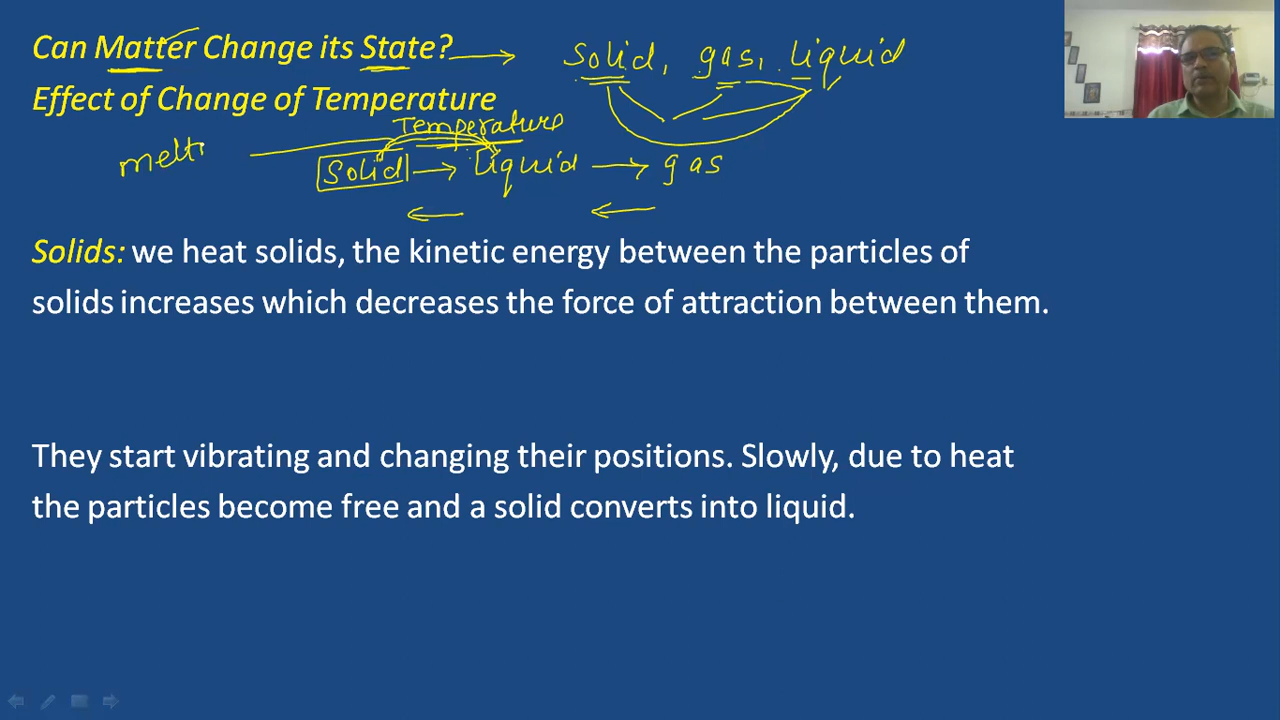 Can Matter Change its State? → Solid, gas, liquid
Effect of Change of Temperature
Temperature
melt
Solid → Liquid → gas
Solids: we heat solids, the kinetic energy between the particles of
solids increases which decreases the force of attraction between them.
They start vibrating and changing their positions. Slowly, due to heat
the particles become free and a solid converts into liquid.